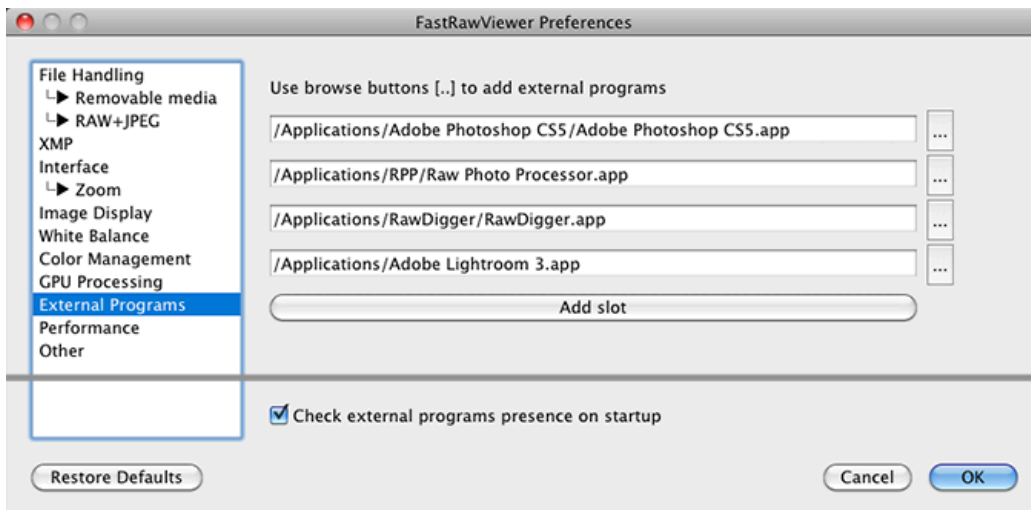 FastRawViewer Preferences
File Handling
Removable media
RAW+JPEG
XMP
Interface
Zoom
Image Display
White Balance
Color Management
GPU Processing
External Programs
Performance
Other
Use browse buttons [..] to add external programs
/Applications/Adobe Photoshop CS5/Adobe Photoshop CS5.app
...
/Applications/RPP/Raw Photo Processor.app
...
/Applications/RawDigger/RawDigger.app
...
/Applications/Adobe Lightroom 3.app
...
Add slot
Check external programs presence on startup
Restore Defaults
Cancel
OK